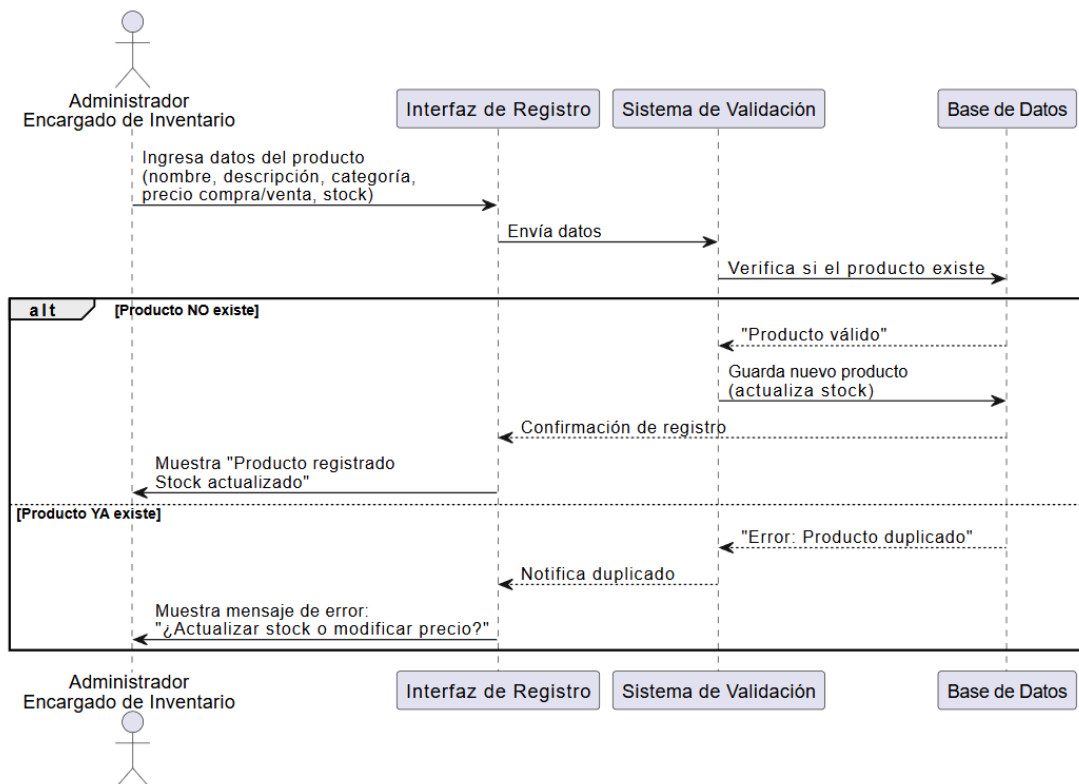 Administrador
Encargado de Inventario
Interfaz de Registro
Sistema de Validación
Base de Datos
Ingresa datos del producto
(nombre, descripción, categoría,
precio compra/venta, stock)
Envía datos
Verifica si el producto existe
alt
[Producto NO existe]
"Producto válido"
Guarda nuevo producto
(actualiza stock)
Confirmación de registro
Muestra "Producto registrado
Stock actualizado"
[Producto YA existe]
"Error: Producto duplicado"
Notifica duplicado
Muestra mensaje de error:
"¿Actualizar stock o modificar precio?"
Administrador
Encargado de Inventario
Interfaz de Registro
Sistema de Validación
Base de Datos